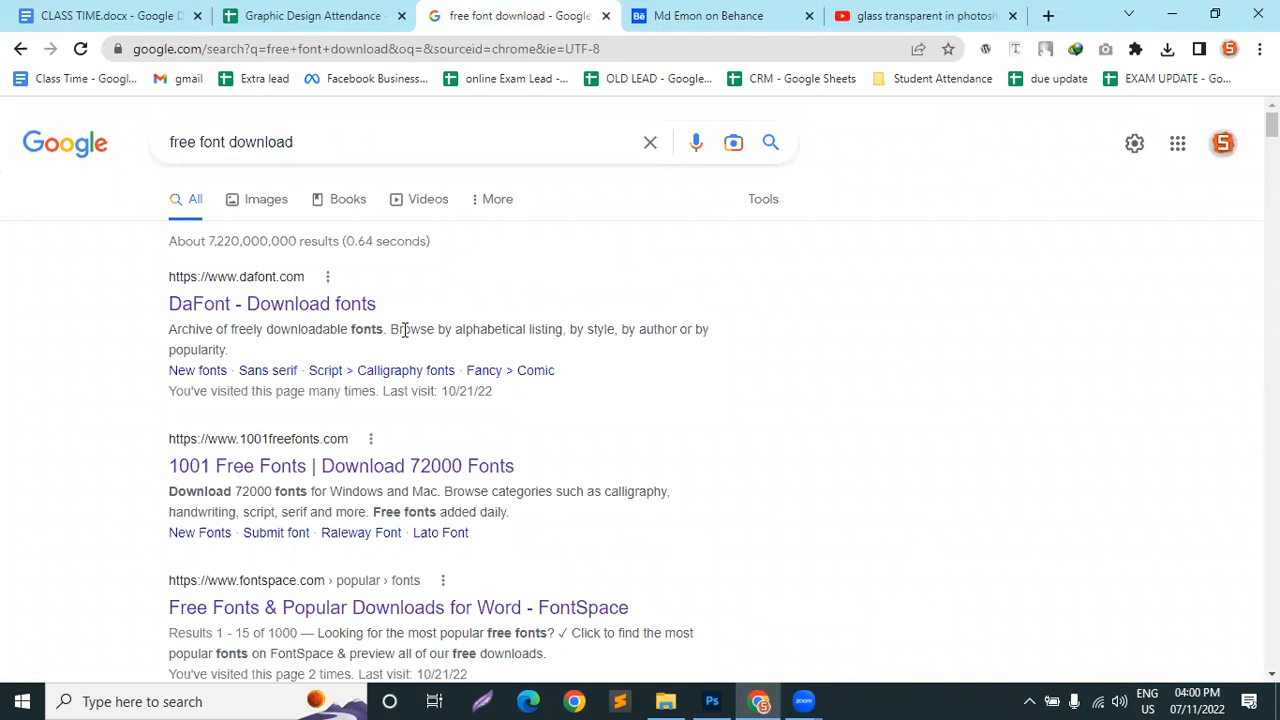 CLASS TIME.docx - Google D
Graphic Design Attendance -
free font download - Google
Md Emon on Behance
glass transparent in photosh
google.com/search?q=free+font+download&oq=&sourceid=chrome&ie=UTF-8
Class Time - Googl...
gmail
Extra lead
Facebook Business...
online Exam Lead -...
OLD LEAD - Google...
CRM - Google Sheets
Student Attendance
due update
EXAM UPDATE - Go...
Google
free font download
All
Images
Books
Videos
More
Tools
About 7,220,000,000 results (0.64 seconds)
https://www.dafont.com
DaFont - Download fonts
Archive of freely downloadable fonts. Browse by alphabetical listing, by style, by author or by
popularity.
New fonts · Sans serif · Script > Calligraphy fonts · Fancy > Comic
You've visited this page many times. Last visit: 10/21/22
https://www.1001freefonts.com
1001 Free Fonts | Download 72000 Fonts
Download 72000 fonts for Windows and Mac. Browse categories such as calligraphy,
handwriting, script, serif and more. Free fonts added daily.
New Fonts · Submit font · Raleway Font · Lato Font
https://www.fontspace.com › popular › fonts
Free Fonts & Popular Downloads for Word - FontSpace
Results 1 - 15 of 1000 — Looking for the most popular free fonts? ✓ Click to find the most
popular fonts on FontSpace & preview all of our free downloads.
You've visited this page 2 times. Last visit: 10/21/22
Type here to search
Ps
zoom
ENG
US
04:00 PM
07/11/2022